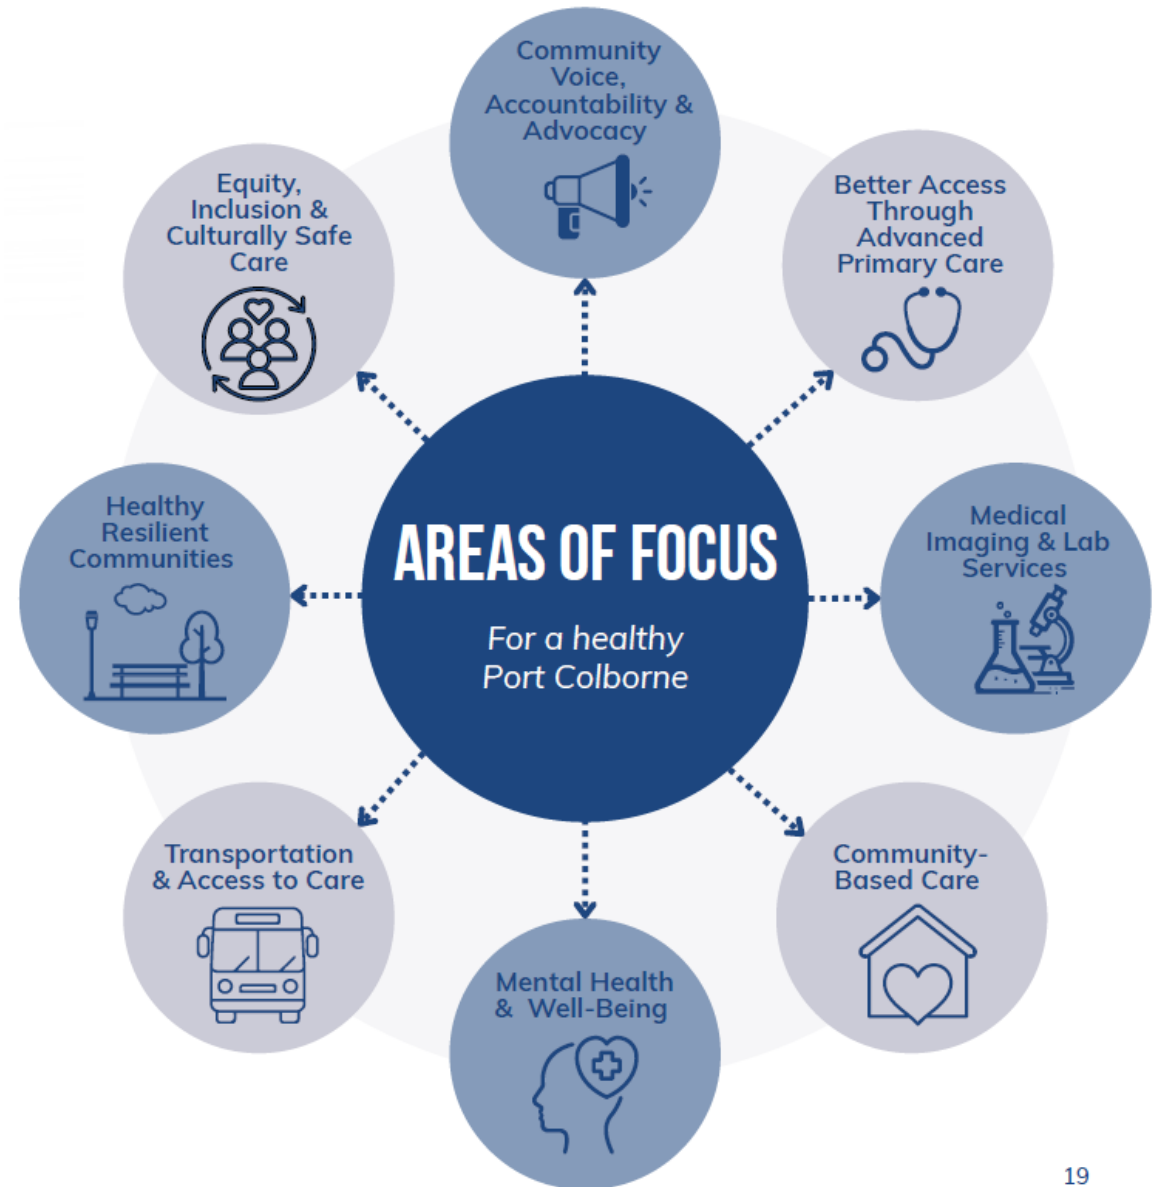 Community
Voice,
Accountability &
Advocacy
Better Access
Through
Advanced
Primary Care
Medical
Imaging & Lab
Services
Community-
Based Care
Mental Health
& Well-Being
Transportation
& Access to Care
Healthy
Resilient
Communities
Equity,
Inclusion &
Culturally Safe
Care
AREAS OF FOCUS
For a healthy
Port Colborne
19